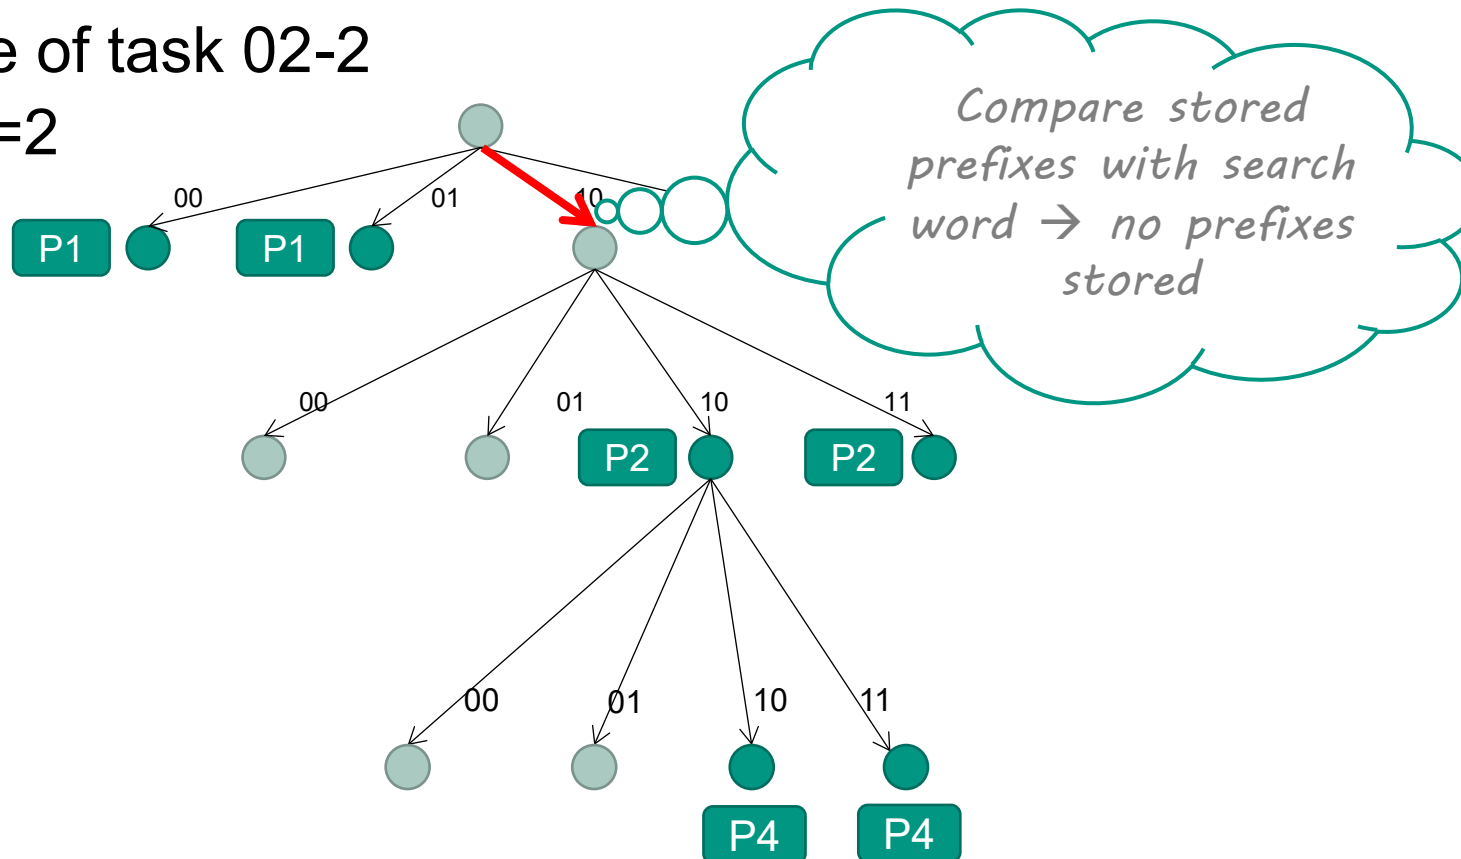 e of task 02-2
=2
Compare stored
prefixes with search
word → no prefixes
stored
00
01
10
P1
P1
00
01
10
11
P2
P2
00
01
10
11
P4
P4